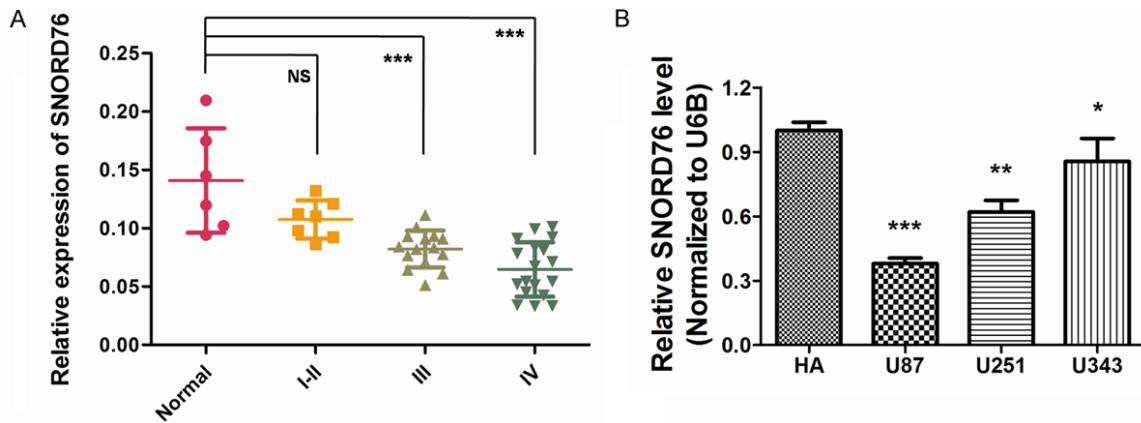 A
Relative expression of SNORD76
0.25
0.20
0.15
0.10
0.05
0.00
NS
***
***
Normal
I-II
III
IV
B
Relative SNORD76 level
(Normalized to U6B)
1.2
0.9
0.6
0.3
0.0
***
**
*
HA
U87
U251
U343